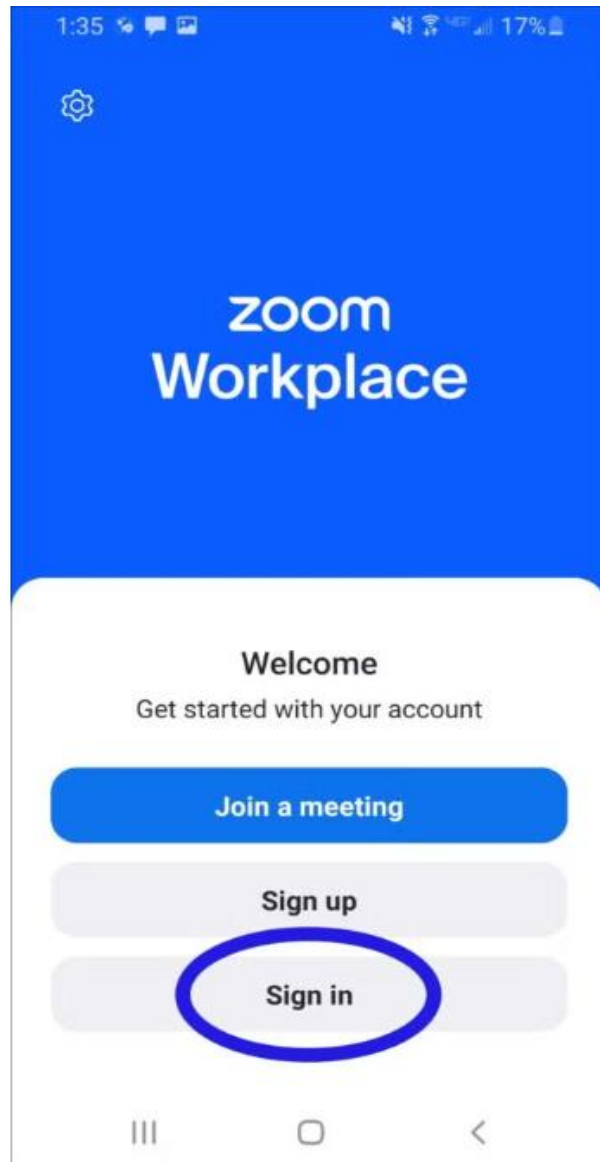 1:35 17%
zoom
Workplace
Welcome
Get started with your account
Join a meeting
Sign up
Sign in